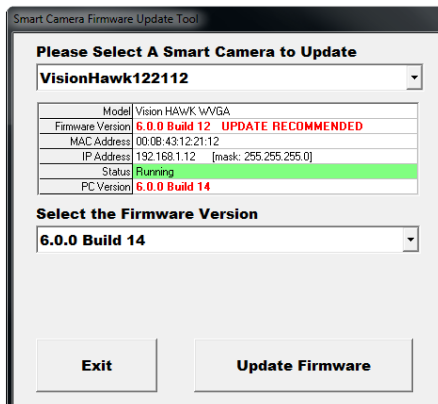 Smart Camera Firmware Update Tool
Please Select A Smart Camera to Update
VisionHawk122112
Model Vision HAWK WVGA
Firmware Version 6.0.0 Build 12 UPDATE RECOMMENDED
MAC Address 00:0B:43:12:21:12
IP Address 192.168.1.12 [mask: 255.255.255.0]
Status Running
PC Version 6.0.0 Build 14
Select the Firmware Version
6.0.0 Build 14
Exit Update Firmware